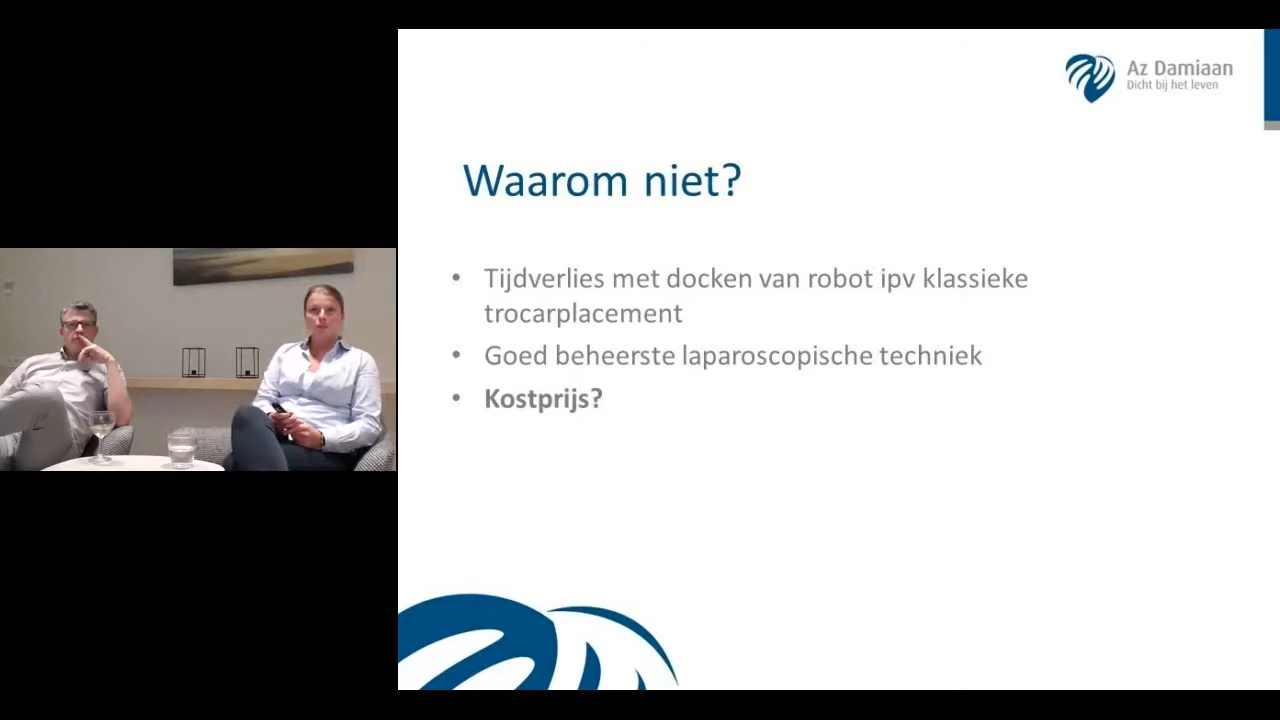 Az Damiaan
Dicht bij het leven
Waarom niet?
• Tijdverlies met docken van robot ipv klassieke
trocarplacement
• Goed beheerste laparoscopische techniek
• Kostprijs?